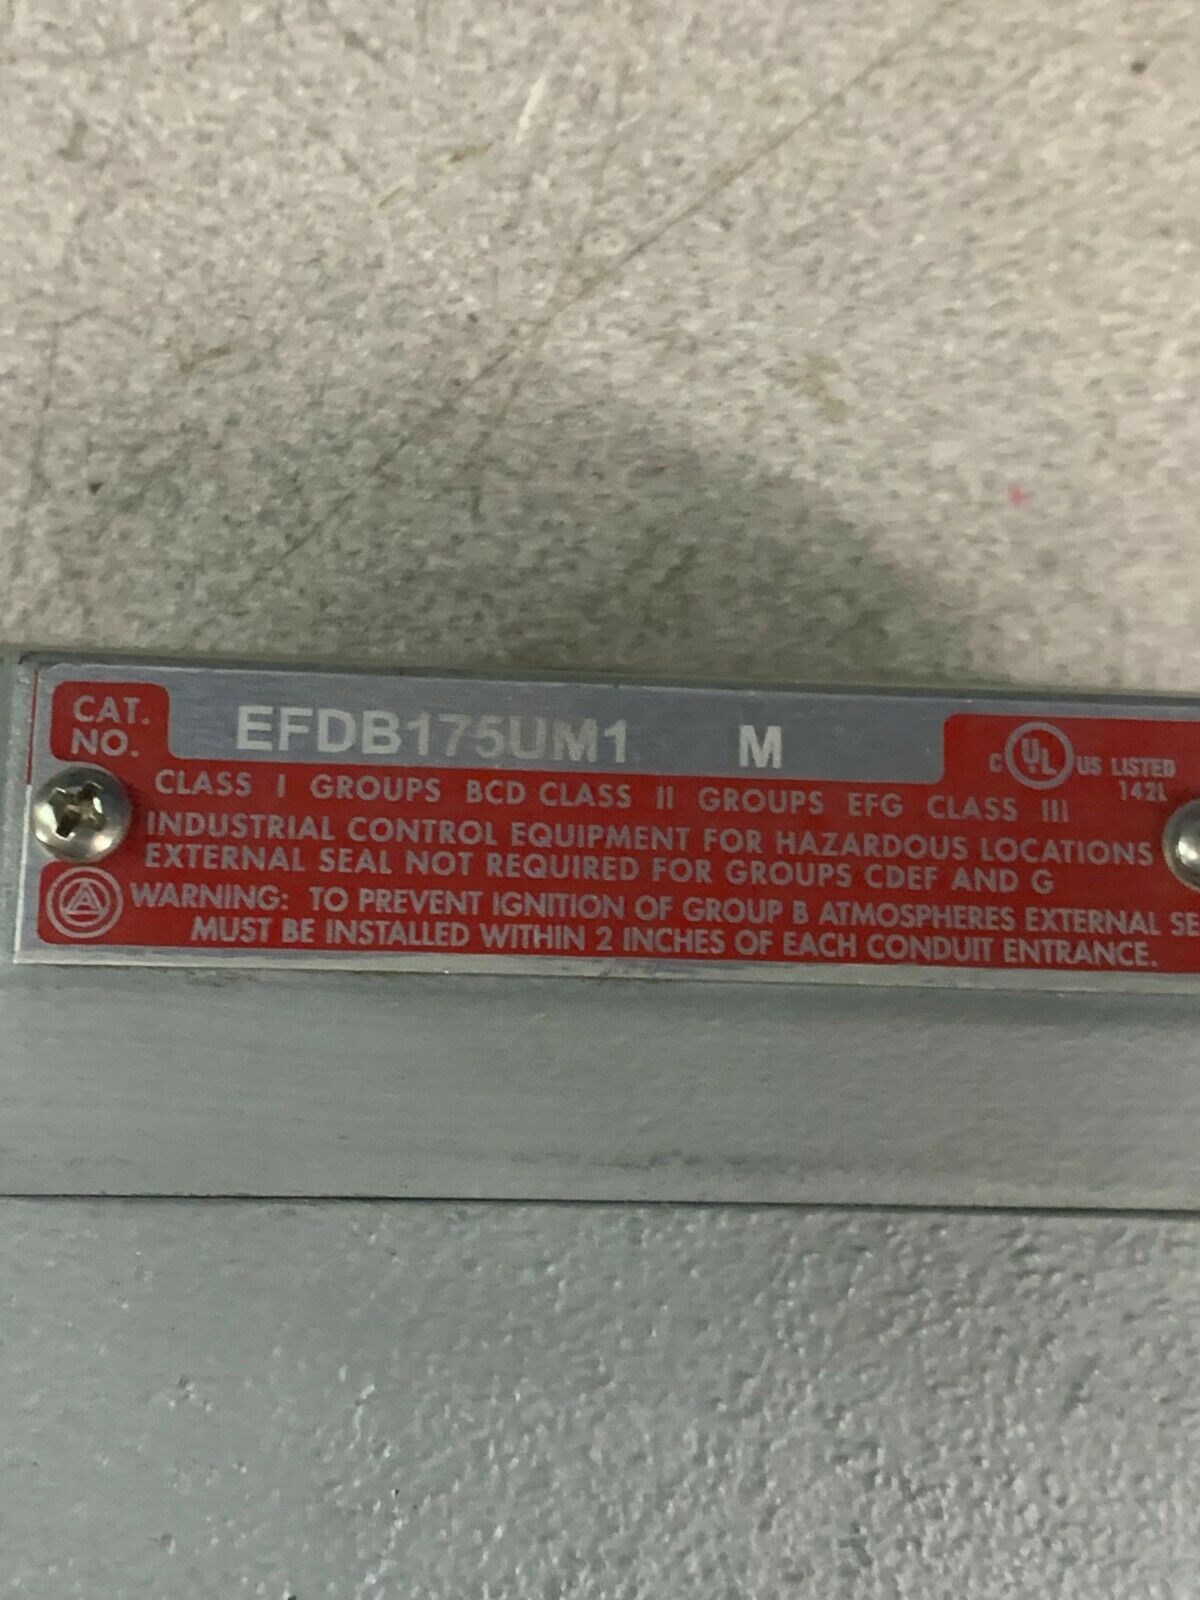 CAT. NO. EFDB175UM1 M
C UL US LISTED
142L
CLASS I GROUPS BCD CLASS II GROUPS EFG CLASS III
INDUSTRIAL CONTROL EQUIPMENT FOR HAZARDOUS LOCATIONS
EXTERNAL SEAL NOT REQUIRED FOR GROUPS CDEF AND G
WARNING: TO PREVENT IGNITION OF GROUP B ATMOSPHERES EXTERNAL SE
MUST BE INSTALLED WITHIN 2 INCHES OF EACH CONDUIT ENTRANCE.